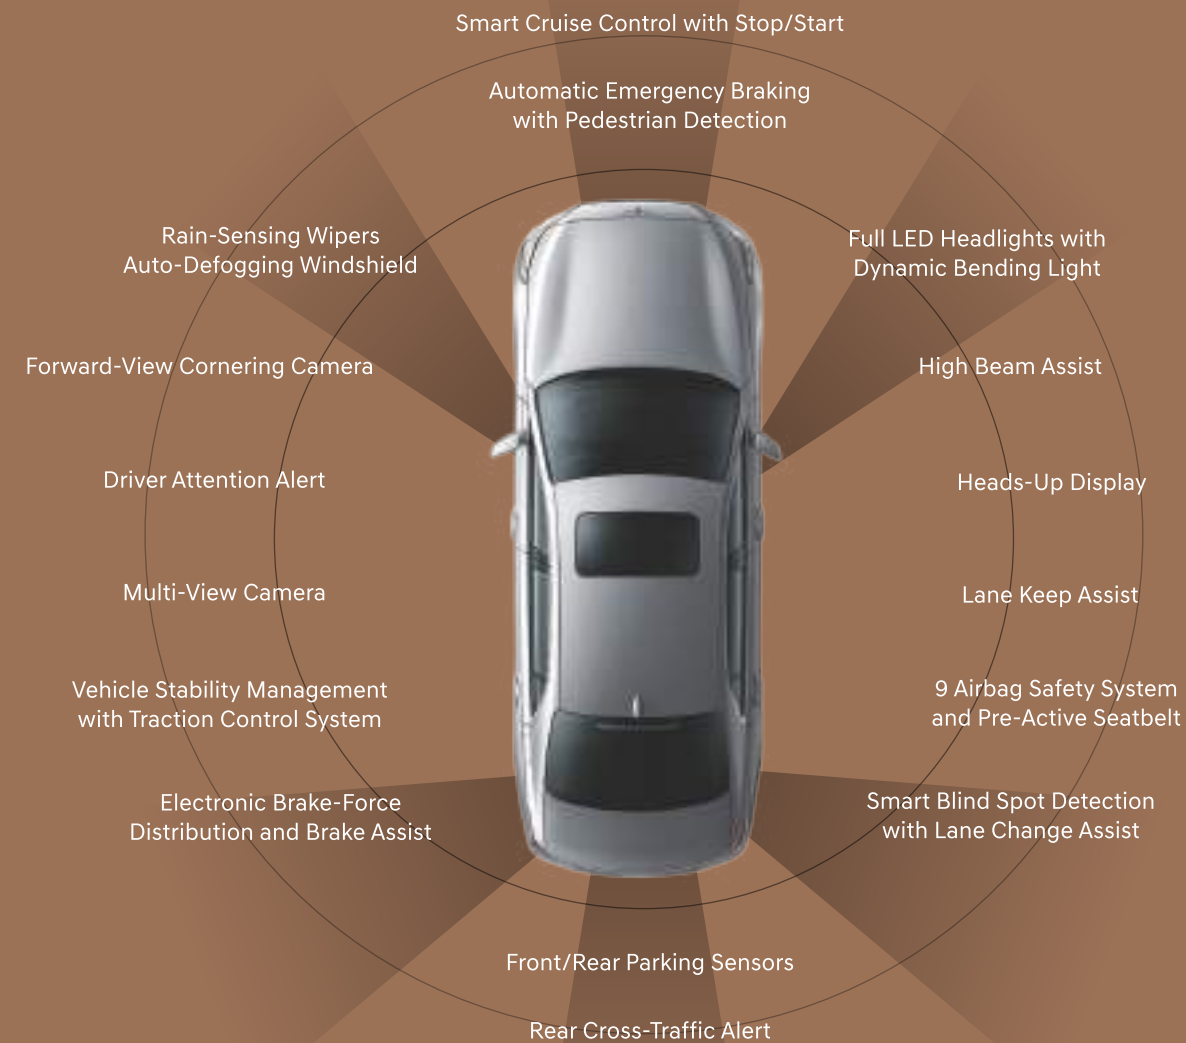 Smart Cruise Control with Stop/Start
Automatic Emergency Braking
with Pedestrian Detection
Rain-Sensing Wipers
Auto-Defogging Windshield
Full LED Headlights with
Dynamic Bending Light
Forward-View Cornering Camera
High Beam Assist
Driver Attention Alert
Heads-Up Display
Multi-View Camera
Lane Keep Assist
Vehicle Stability Management
with Traction Control System
9 Airbag Safety System
and Pre-Active Seatbelt
Electronic Brake-Force
Distribution and Brake Assist
Smart Blind Spot Detection
with Lane Change Assist
Front/Rear Parking Sensors
Rear Cross-Traffic Alert